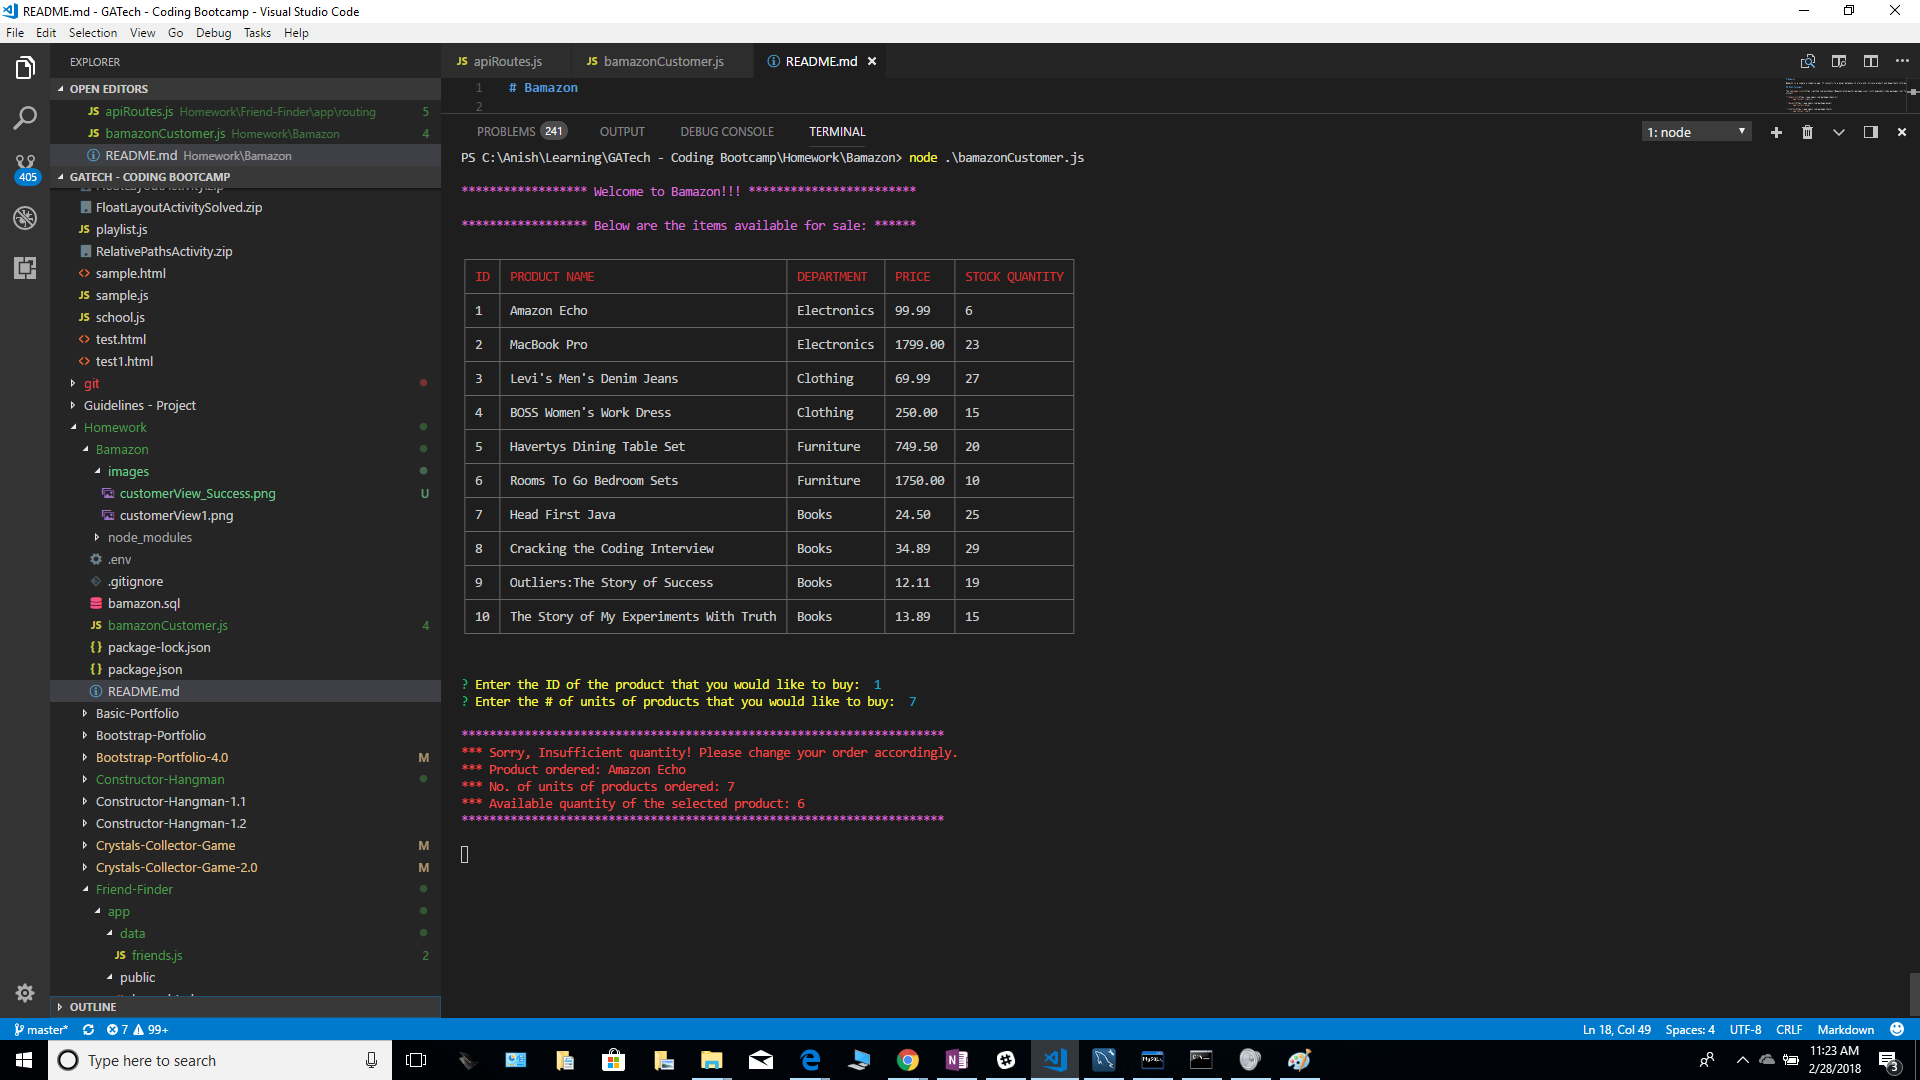 README.md - GATech - Coding Bootcamp - Visual Studio Code
File Edit Selection View Go Debug Tasks Help
EXPLORER
OPEN EDITORS
JS apiRoutes.js Homework\Friend-Finder\app\routing 5
JS bamazonCustomer.js Homework\Bamazon 4
README.md Homework\Bamazon
GATECH - CODING BOOTCAMP
FloatLayoutActivity.zip
FloatLayoutActivitySolved.zip
JS playlist.js
RelativePathsActivity.zip
<> sample.html
JS sample.js
JS school.js
<> test.html
<> test1.html
git
Guidelines - Project
Homework
Bamazon
images
customerView_Success.png U
customerView1.png
node_modules
.env
.gitignore
bamazon.sql
JS bamazonCustomer.js 4
{} package-lock.json
{} package.json
README.md
Basic-Portfolio
Bootstrap-Portfolio
Bootstrap-Portfolio-4.0 M
Constructor-Hangman
Constructor-Hangman-1.1
Constructor-Hangman-1.2
Crystals-Collector-Game M
Crystals-Collector-Game-2.0 M
Friend-Finder
app
data
JS friends.js 2
public
OUTLINE
405
JS apiRoutes.js JS bamazonCustomer.js README.md
1 # Bamazon
2
PROBLEMS 241 OUTPUT DEBUG CONSOLE TERMINAL 1: node
PS C:\Anish\Learning\GATech - Coding Bootcamp\Homework\Bamazon> node .\bamazonCustomer.js
****************** Welcome to Bamazon!!! ************************
****************** Below are the items available for sale: ******
ID PRODUCT NAME DEPARTMENT PRICE STOCK QUANTITY
1 Amazon Echo Electronics 99.99 6
2 MacBook Pro Electronics 1799.00 23
3 Levi's Men's Denim Jeans Clothing 69.99 27
4 BOSS Women's Work Dress Clothing 250.00 15
5 Havertys Dining Table Set Furniture 749.50 20
6 Rooms To Go Bedroom Sets Furniture 1750.00 10
7 Head First Java Books 24.50 25
8 Cracking the Coding Interview Books 34.89 29
9 Outliers:The Story of Success Books 12.11 19
10 The Story of My Experiments With Truth Books 13.89 15
? Enter the ID of the product that you would like to buy: 1
? Enter the # of units of products that you would like to buy: 7
*********************************************************************
*** Sorry, Insufficient quantity! Please change your order accordingly.
*** Product ordered: Amazon Echo
*** No. of units of products ordered: 7
*** Available quantity of the selected product: 6
*********************************************************************
master* 7 99+ Ln 18, Col 49 Spaces: 4 UTF-8 CRLF Markdown
Type here to search
11:23 AM
2/28/2018
3